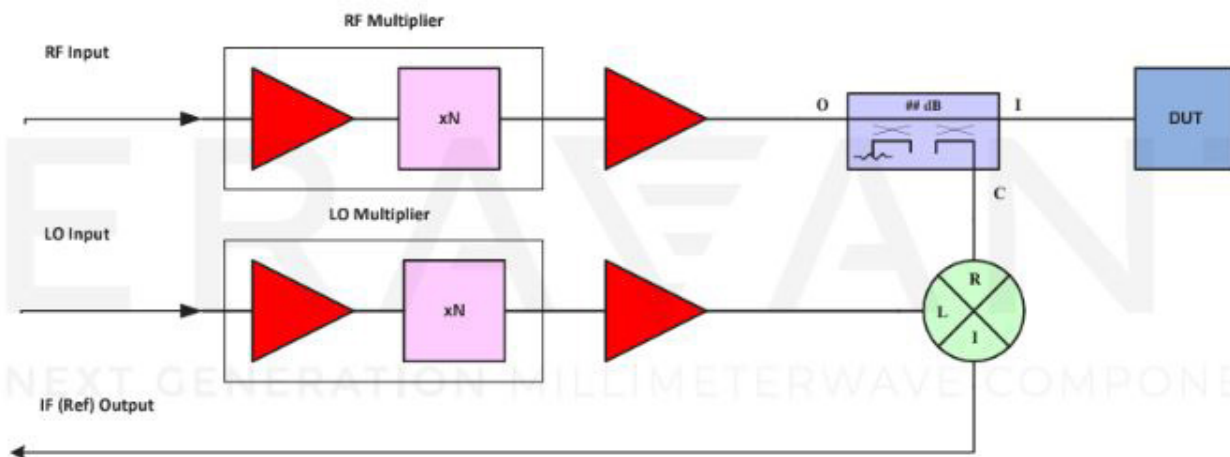 RF Multiplier
RF Input
xN
O
## dB
I
DUT
C
LO Multiplier
LO Input
xN
R
L
I
IF (Ref) Output
ERAVANT
NEXT GENERATION MILLIMETERWAVE COMPONE